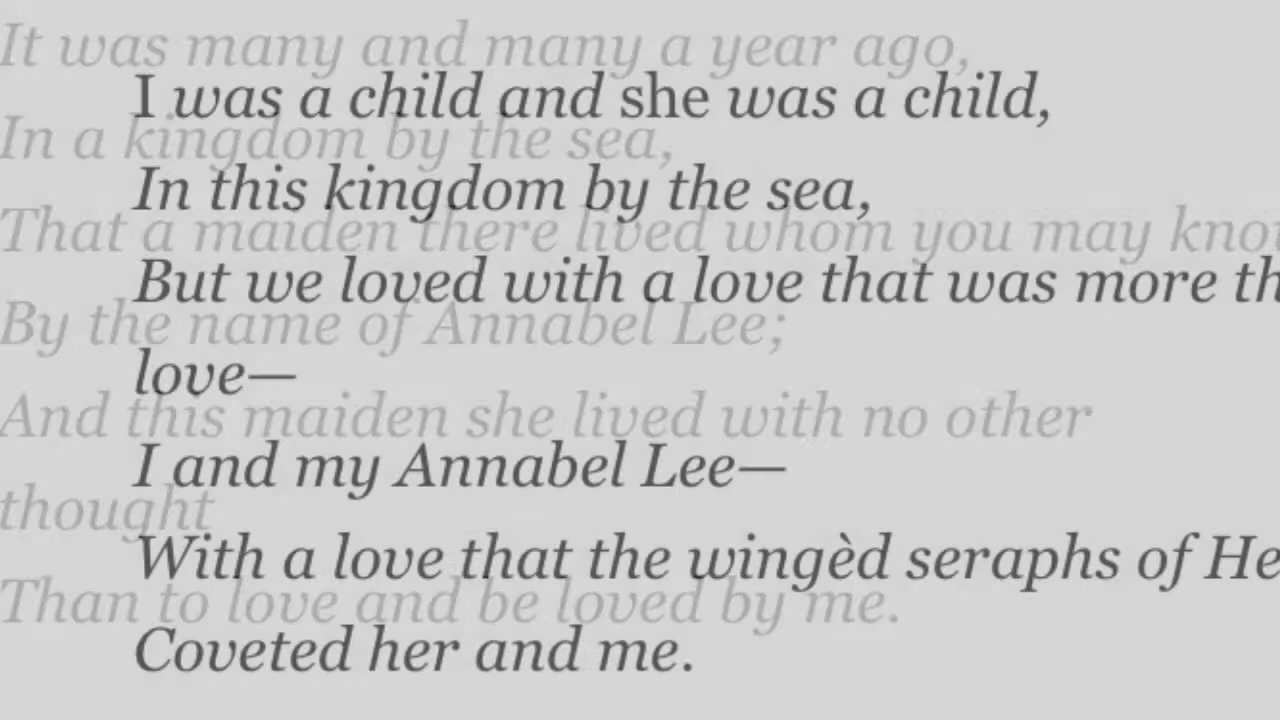 It was many and many a year ago,
I was a child and she was a child,
In a kingdom by the sea,
In this kingdom by the sea,
That a maiden there lived whom you may know
But we loved with a love that was more th
By the name of Annabel Lee;
love—
And this maiden she lived with no other
I and my Annabel Lee—
thought
With a love that the wingèd seraphs of He
Than to love and be loved by me.
Coveted her and me.